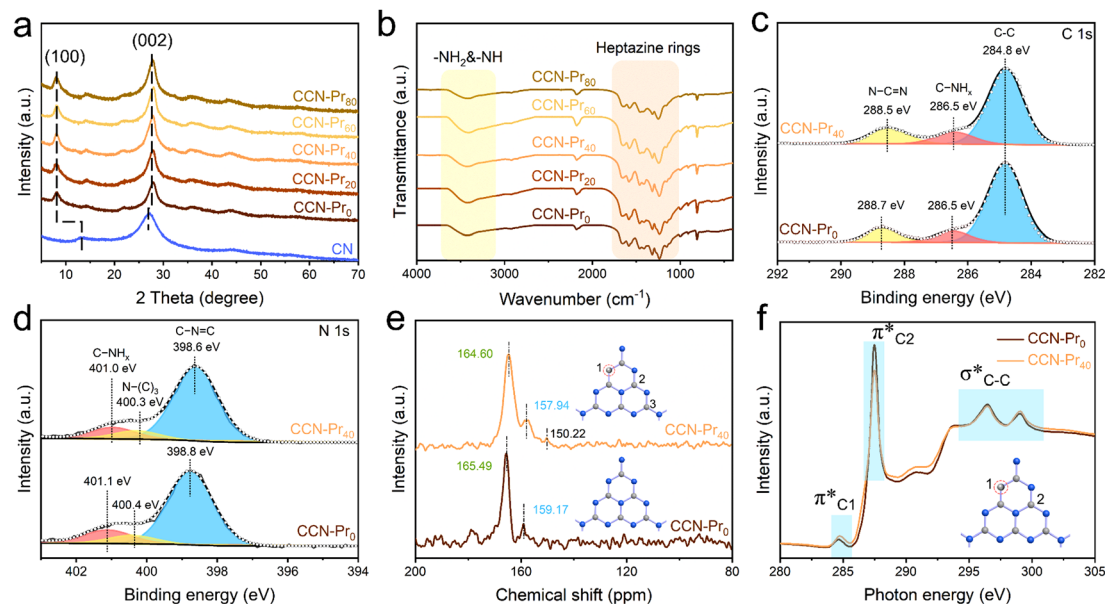 a
(100)
(002)
CCN-Pr80
CCN-Pr60
CCN-Pr40
CCN-Pr20
CCN-Pr0
CN
Intensity (a.u.)
5 10 20 30 40 50 60 70
2 Theta (degree)
b
-NH2&-NH
Heptazine rings
CCN-Pr80
CCN-Pr60
CCN-Pr40
CCN-Pr20
CCN-Pr0
Transmittance (a.u.)
4000 3000 2000 1000 400
Wavenumber (cm-1)
c
C 1s
C-C
284.8 eV
N−C=N
288.5 eV
C−NHx
286.5 eV
CCN-Pr40
288.7 eV
286.5 eV
CCN-Pr0
Intensity (a.u.)
292 290 288 286 284 282
Binding energy (eV)
d
N 1s
C−N=C
398.6 eV
C−NHx
401.0 eV
N−(C)3
400.3 eV
CCN-Pr40
398.8 eV
401.1 eV
400.4 eV
CCN-Pr0
Intensity (a.u.)
402 400 398 396 394
Binding energy (eV)
e
164.60
1
2
3
157.94
150.22
CCN-Pr40
165.49
159.17
CCN-Pr0
Intensity (a.u.)
200 160 120 80
Chemical shift (ppm)
f
π*C2
CCN-Pr0
CCN-Pr40
σ*C-C
1
2
π*C1
Intensity (a.u.)
280 285 290 295 300 305
Photon energy (eV)